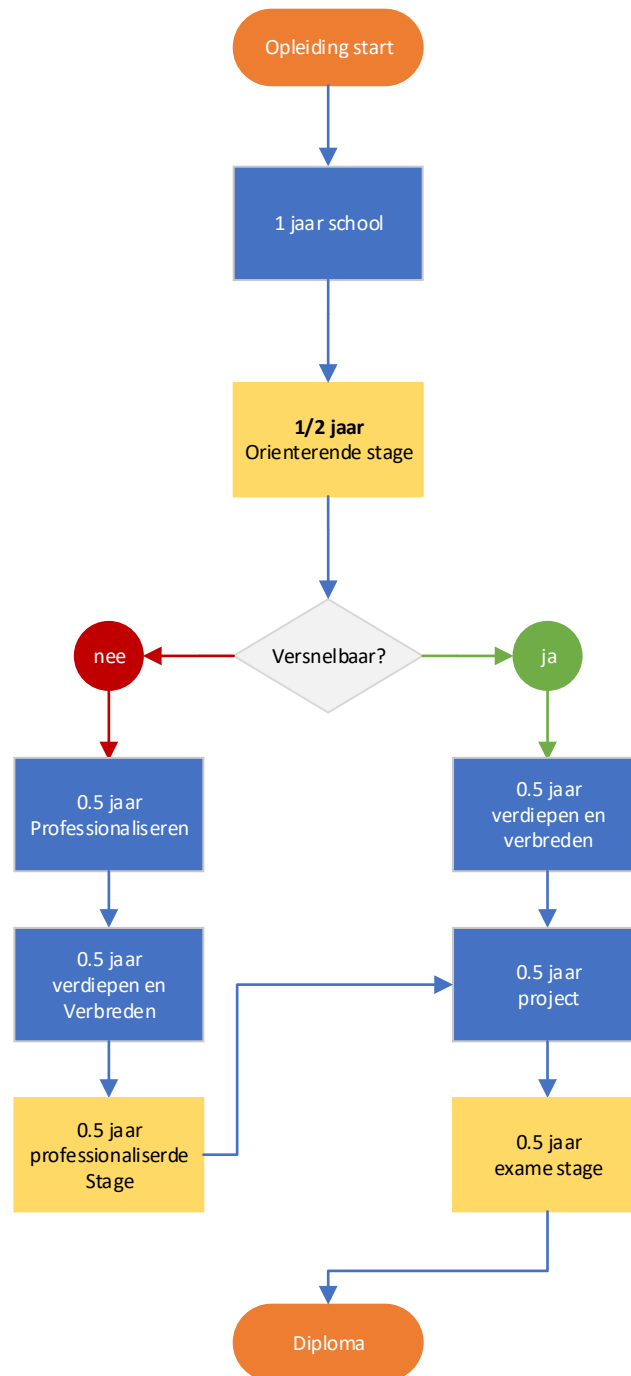 Opleiding start
1 jaar school
1/2 jaar
Orienterende stage
Versnelbaar?
nee
ja
0.5 jaar
Professionaliseren
0.5 jaar
verdiepen en
verbreden
0.5 jaar
verdiepen en
Verbreden
0.5 jaar
project
0.5 jaar
professionaliserde
Stage
0.5 jaar
exame stage
Diploma